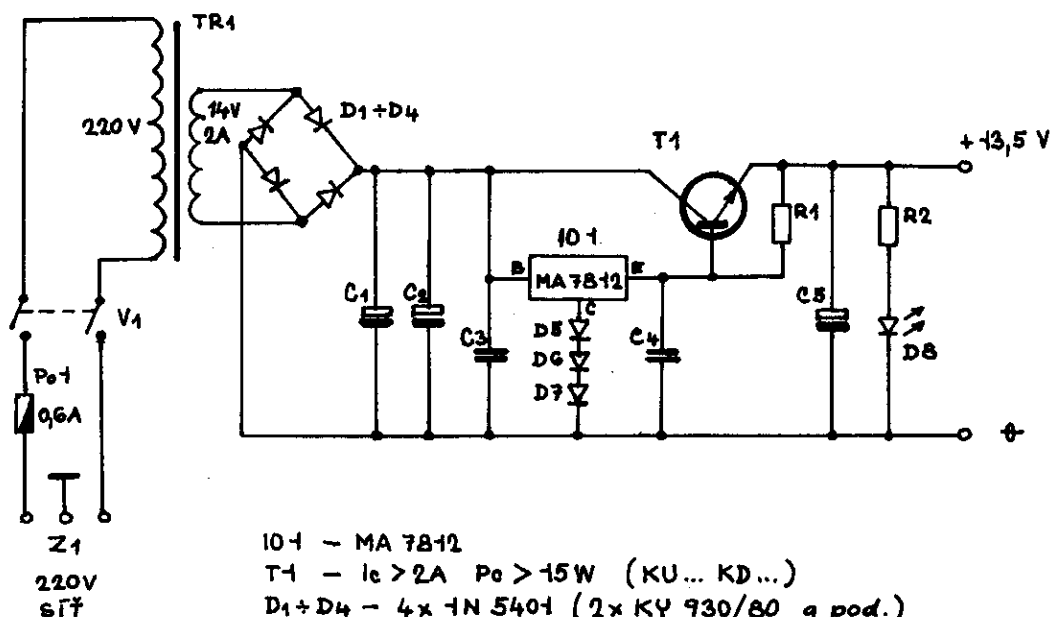 TR1
220V
14V
2A
D1÷D4
T1
+13,5 V
R1
R2
IO1
B
MA7812
E
C
C1
C2
C3
C4
C5
D5
D6
D7
D8
V1
Po1
0,6A
Z1
220V
SÍŤ
IO1 – MA 7812
T1 – Ic > 2A Pc > 15W (KU... KD...)
D1÷D4 – 4x 1N 5401 (2x KY 930/80 a pod.)